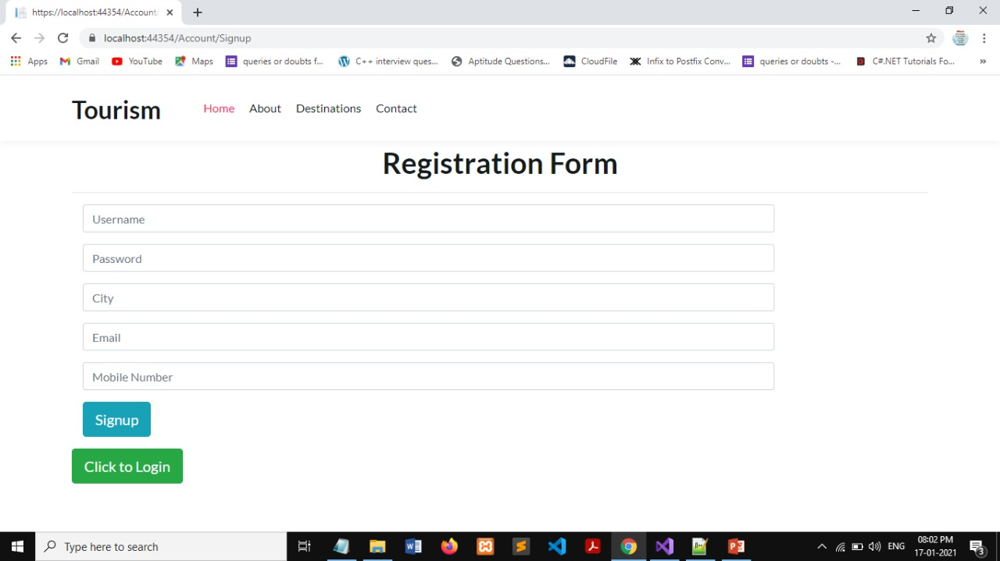 https://localhost:44354/Account/
localhost:44354/Account/Signup
Apps Gmail YouTube Maps queries or doubts f... C++ interview ques... Aptitude Questions... CloudFile Infix to Postfix Conv... queries or doubts -... C#.NET Tutorials Fo... »
Tourism Home About Destinations Contact
Registration Form
Username
Password
City
Email
Mobile Number
Signup
Click to Login
Type here to search
ENG
08:02 PM
17-01-2021
3